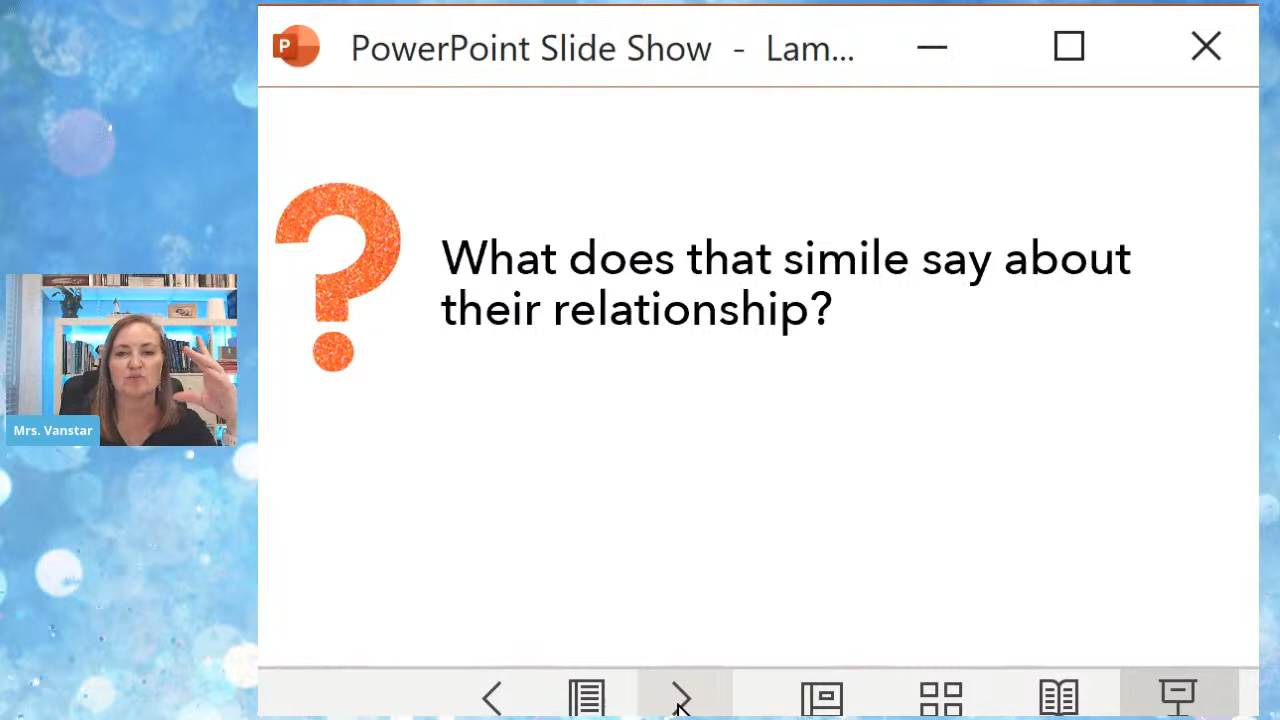 P
PowerPoint Slide Show - Lam...
?
What does that simile say about
their relationship?
Mrs. Vanstar